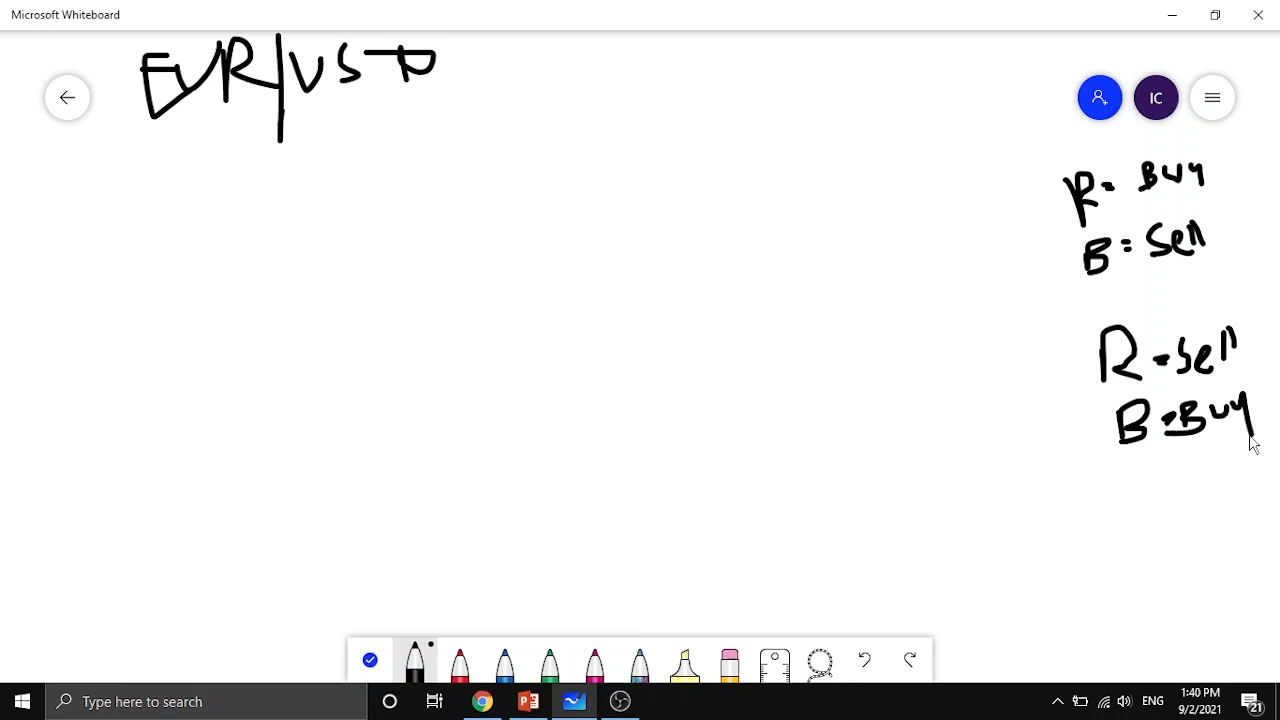 Microsoft Whiteboard
EUR/USD
IC
R= BUY
B= Sell
R=Sell
B=BUY
Type here to search
ENG
1:40 PM
9/2/2021
21